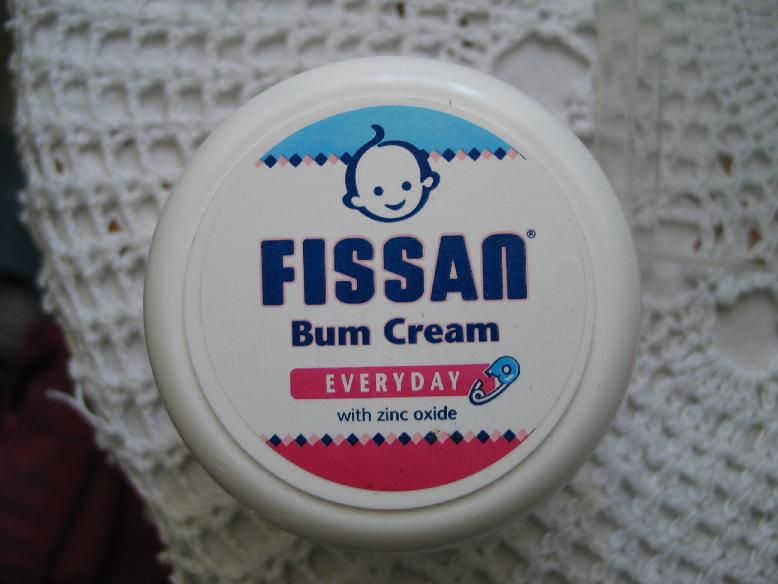 FISSAN®
Bum Cream
EVERYDAY
with zinc oxide